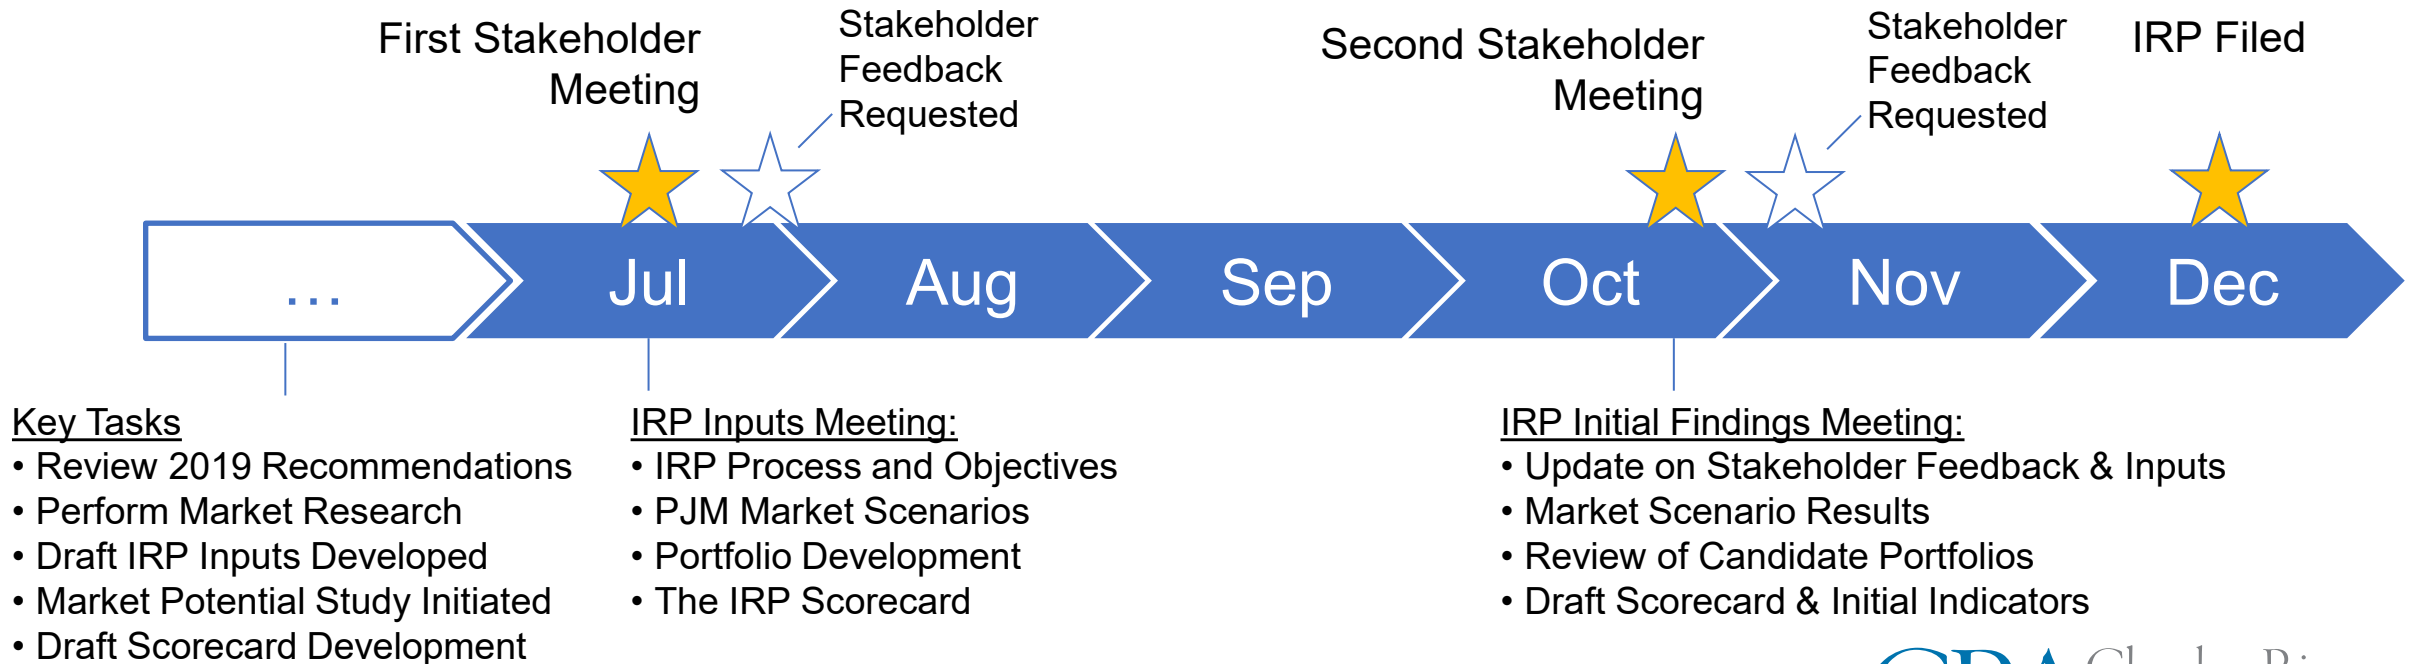 First Stakeholder
Meeting
Stakeholder
Feedback
Requested
Second Stakeholder
Meeting
Stakeholder
Feedback
Requested
IRP Filed
...
Jul
Aug
Sep
Oct
Nov
Dec
Key Tasks
• Review 2019 Recommendations
• Perform Market Research
• Draft IRP Inputs Developed
• Market Potential Study Initiated
• Draft Scorecard Development
IRP Inputs Meeting:
• IRP Process and Objectives
• PJM Market Scenarios
• Portfolio Development
• The IRP Scorecard
IRP Initial Findings Meeting:
• Update on Stakeholder Feedback & Inputs
• Market Scenario Results
• Review of Candidate Portfolios
• Draft Scorecard & Initial Indicators